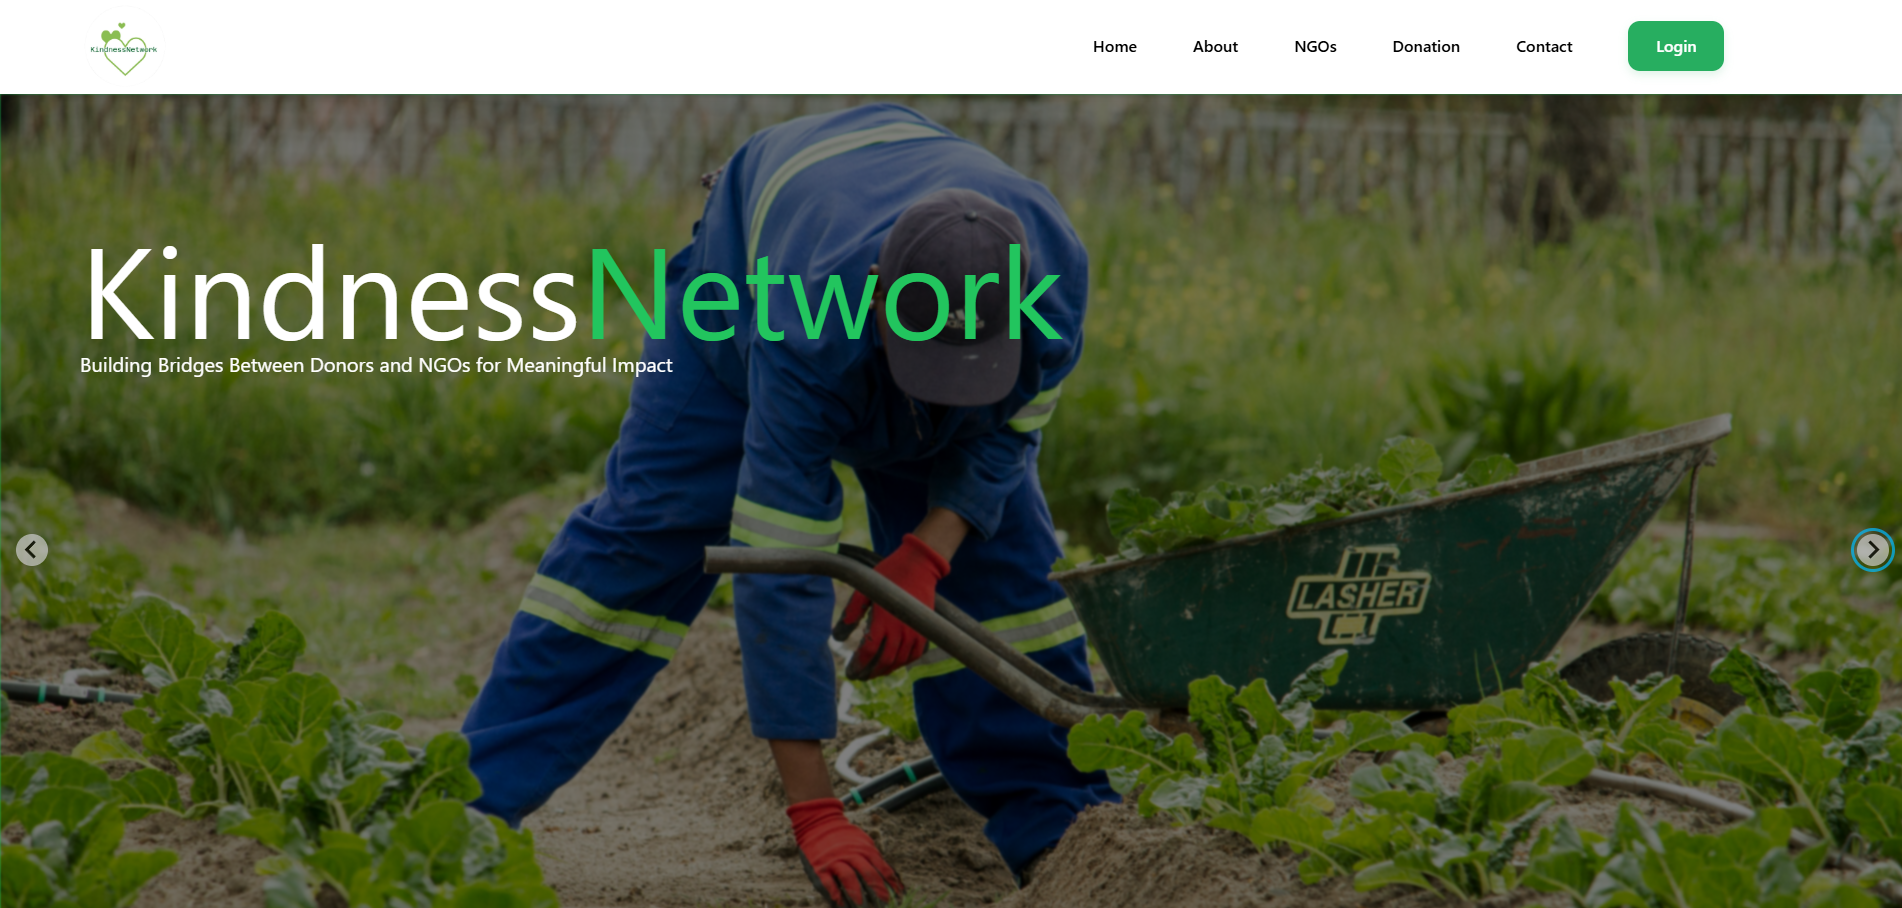 KindnessNetwork
Home
About
NGOs
Donation
Contact
Login
KindnessNetwork
Building Bridges Between Donors and NGOs for Meaningful Impact
LASHER